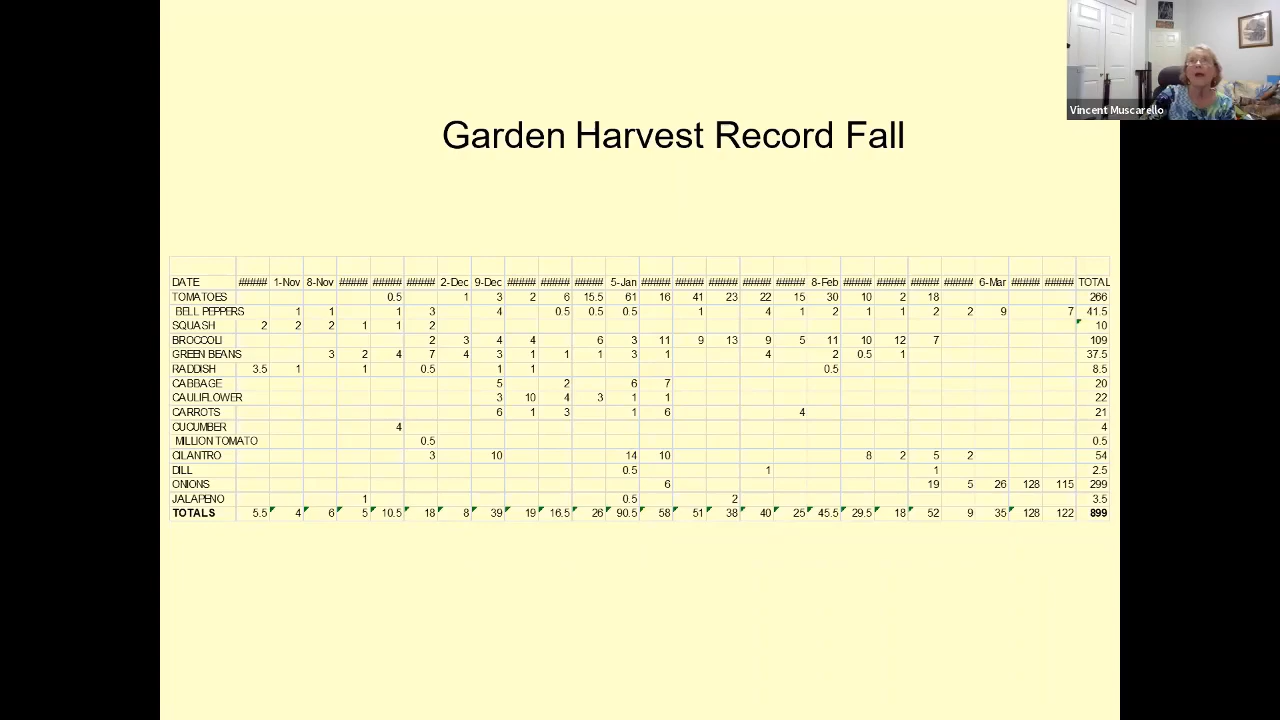 Vincent Muscarello
Garden Harvest Record Fall
DATE ##### 1-Nov 8-Nov ##### ##### ##### 2-Dec 9-Dec ##### ##### ##### 5-Jan ##### ##### ##### ##### ##### 8-Feb ##### ##### ##### ##### 6-Mar ##### ##### TOTAL
TOMATOES 0.5 1 3 2 6 15.5 61 16 41 23 22 15 30 10 2 18 266
BELL PEPPERS 1 1 1 3 4 0.5 0.5 0.5 1 4 1 2 1 1 2 2 9 7 41.5
SQUASH 2 2 2 1 1 2 10
BROCCOLI 2 3 4 4 6 3 11 9 13 9 5 11 10 12 7 109
GREEN BEANS 3 2 4 7 4 3 1 1 1 3 1 4 2 0.5 1 37.5
RADDISH 3.5 1 1 0.5 1 1 0.5 8.5
CABBAGE 5 2 6 7 20
CAULIFLOWER 3 10 4 3 1 1 22
CARROTS 6 1 3 1 6 4 21
CUCUMBER 4 4
MILLION TOMATO 0.5 0.5
CILANTRO 3 10 14 10 8 2 5 2 54
DILL 0.5 1 1 2.5
ONIONS 6 19 5 26 128 115 299
JALAPENO 1 0.5 2 3.5
TOTALS 5.5 4 6 5 10.5 18 8 39 19 16.5 26 90.5 58 51 38 40 25 45.5 29.5 18 52 9 35 128 122 899